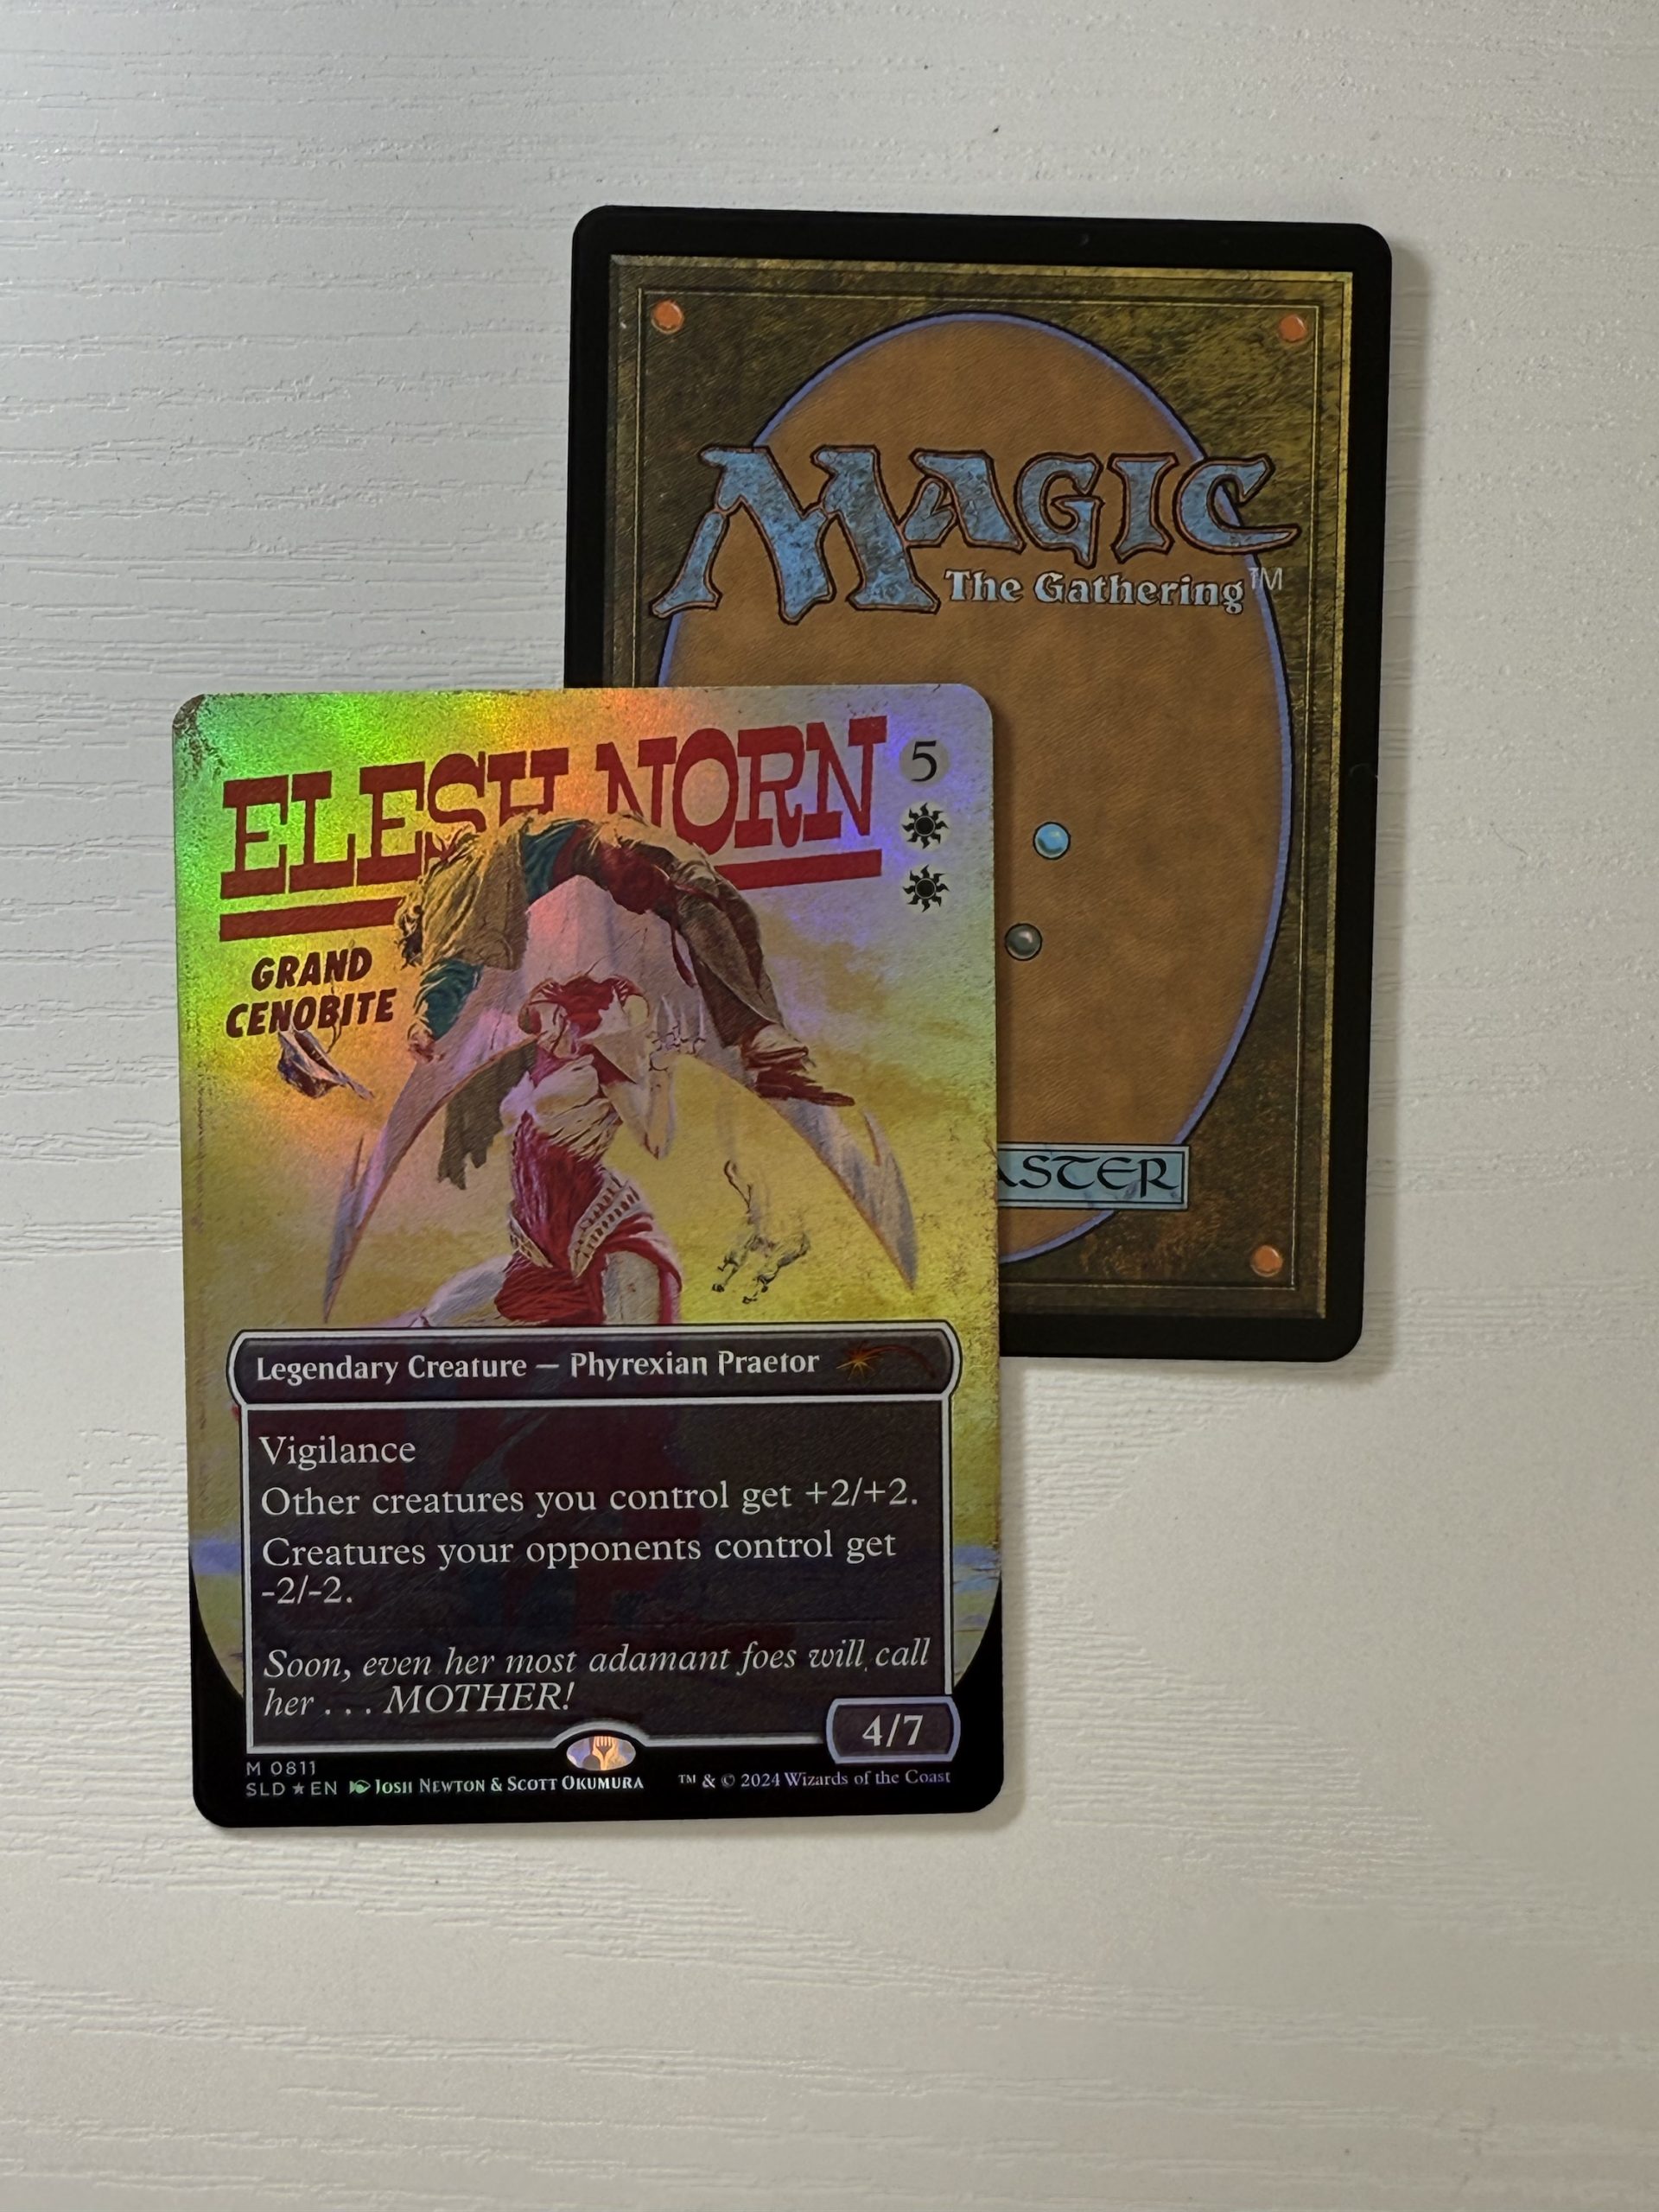 MAGIC
The Gathering™
ASTER
ELESH NORN
5
GRAND
CENOBITE
Legendary Creature — Phyrexian Praetor
Vigilance
Other creatures you control get +2/+2.
Creatures your opponents control get
-2/-2.
Soon, even her most adamant foes will call
her . . . MOTHER!
4/7
M 0811
SLD ★ EN JOSH NEWTON & SCOTT OKUMURA ™ & © 2024 Wizards of the Coast